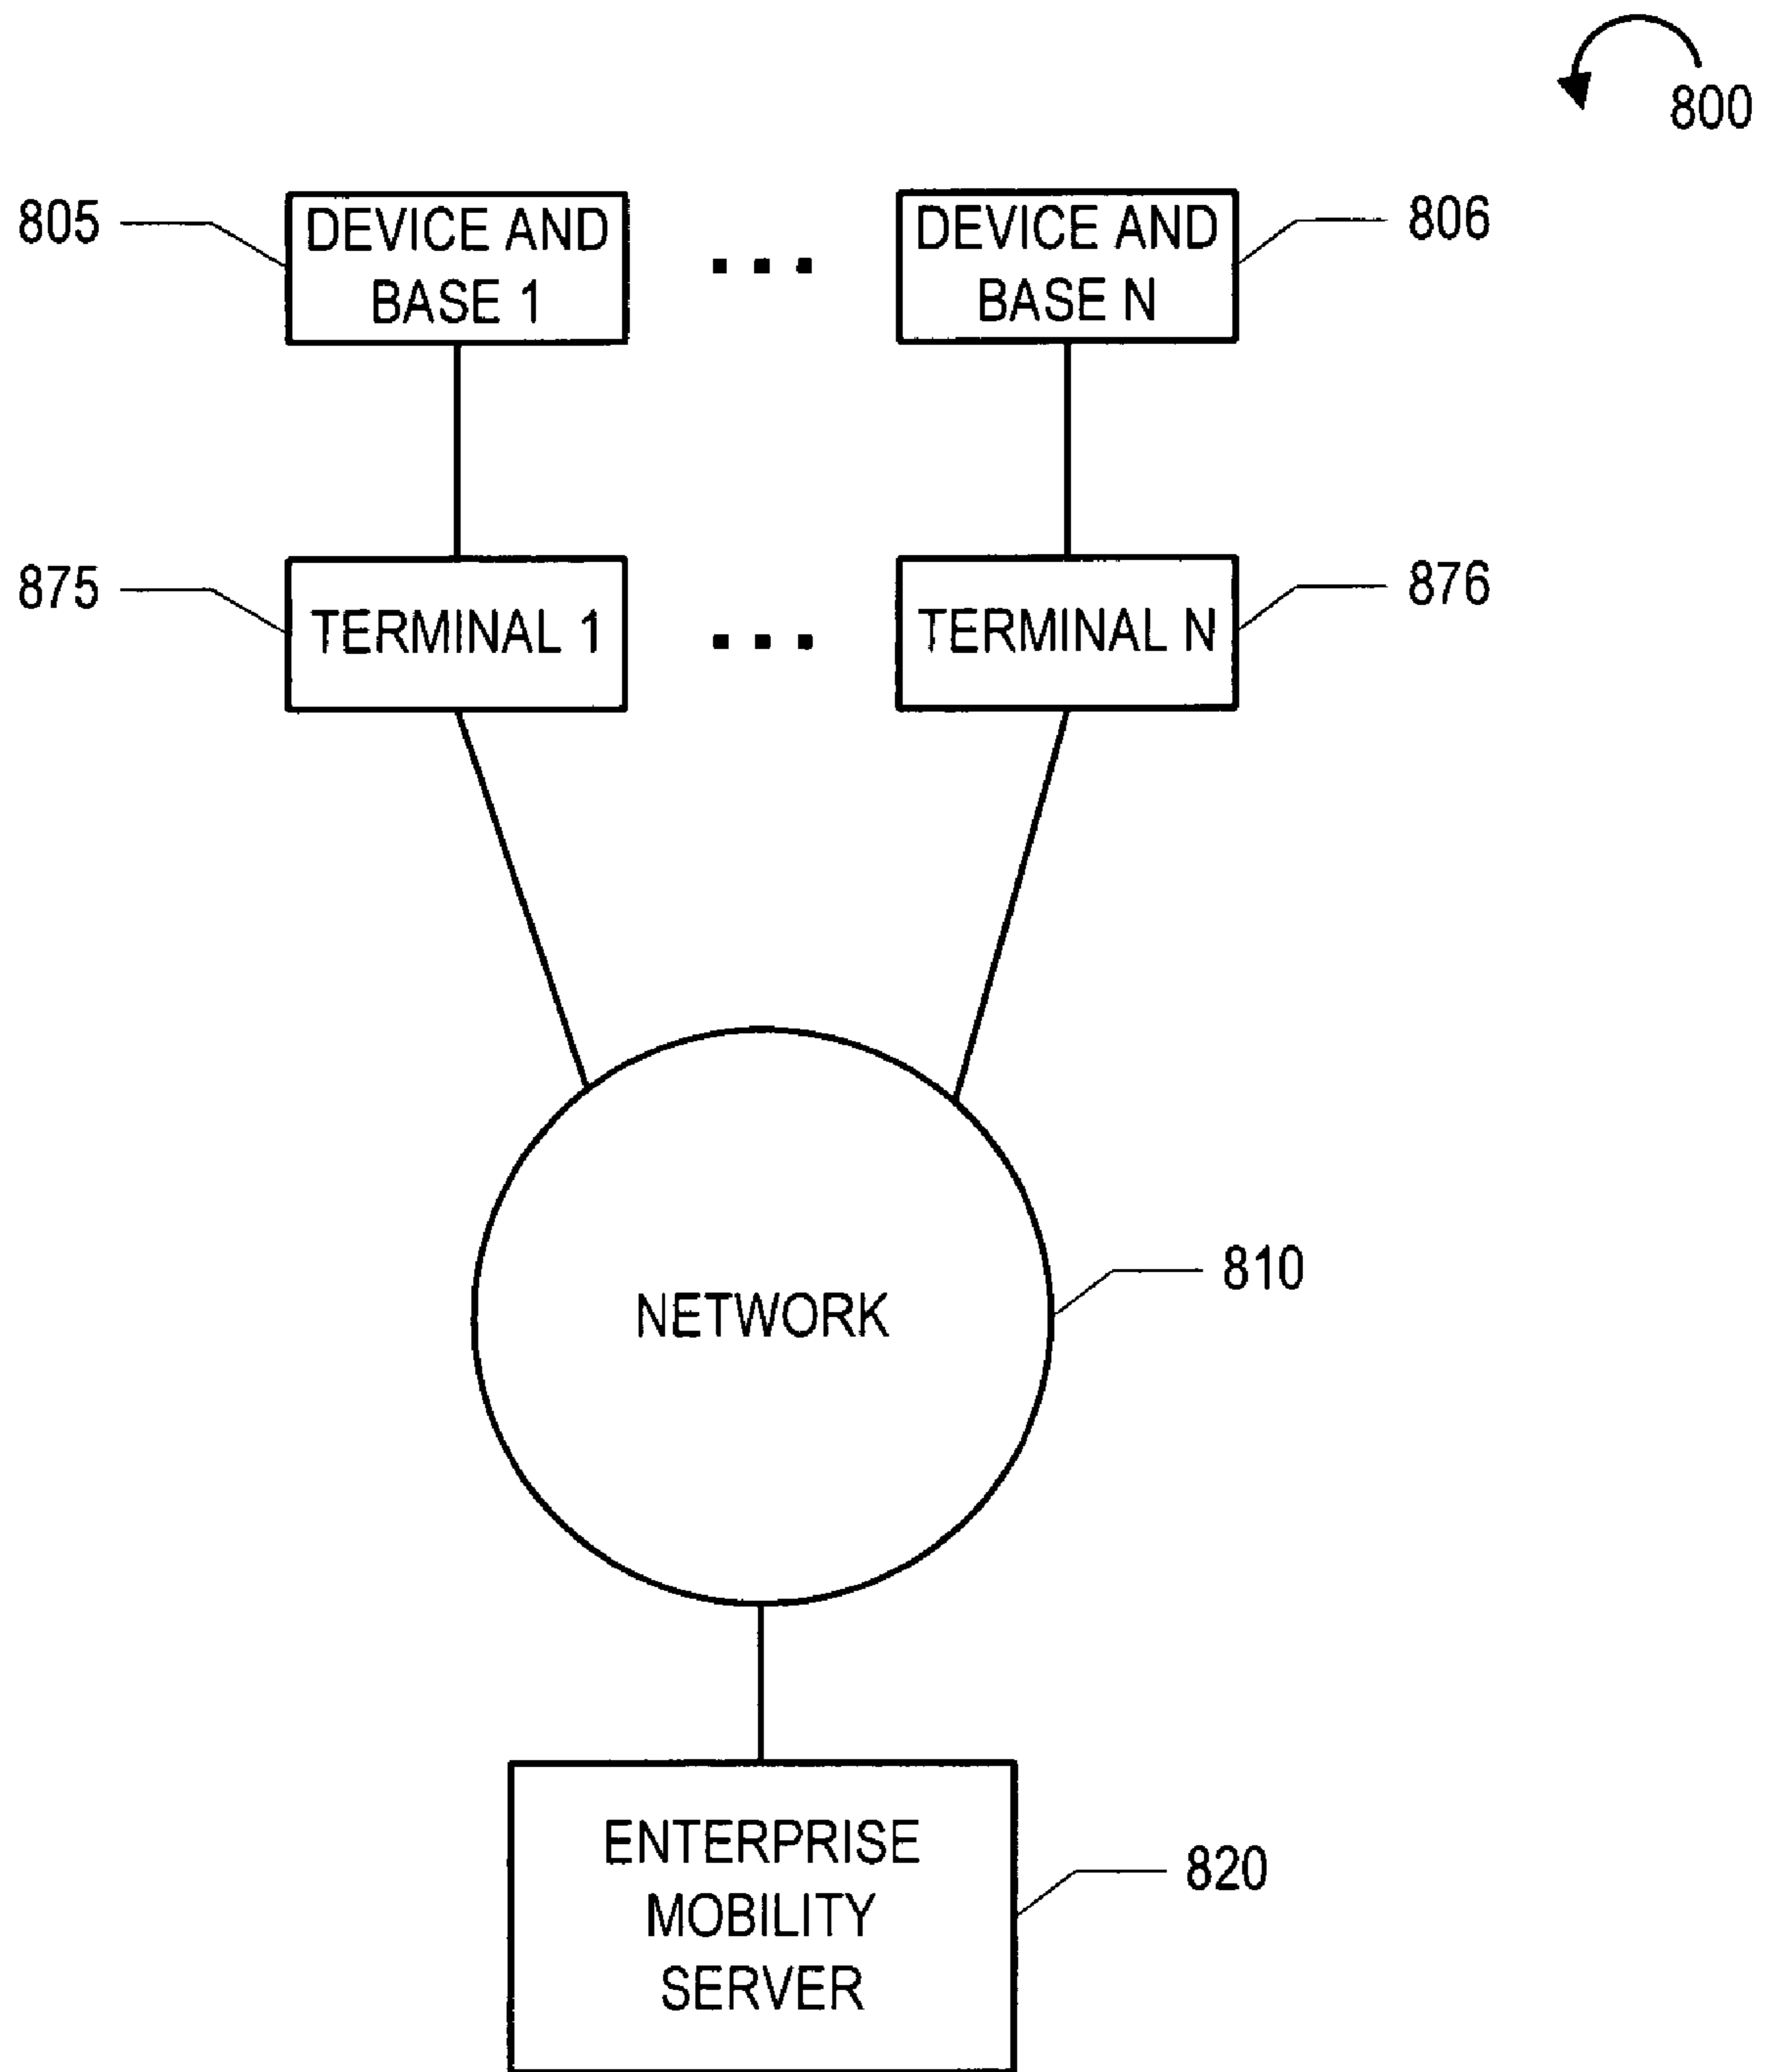 800
805
DEVICE AND
BASE 1
...
DEVICE AND
BASE N
806
875
TERMINAL 1
...
TERMINAL N
876
NETWORK
810
ENTERPRISE
MOBILITY
SERVER
820